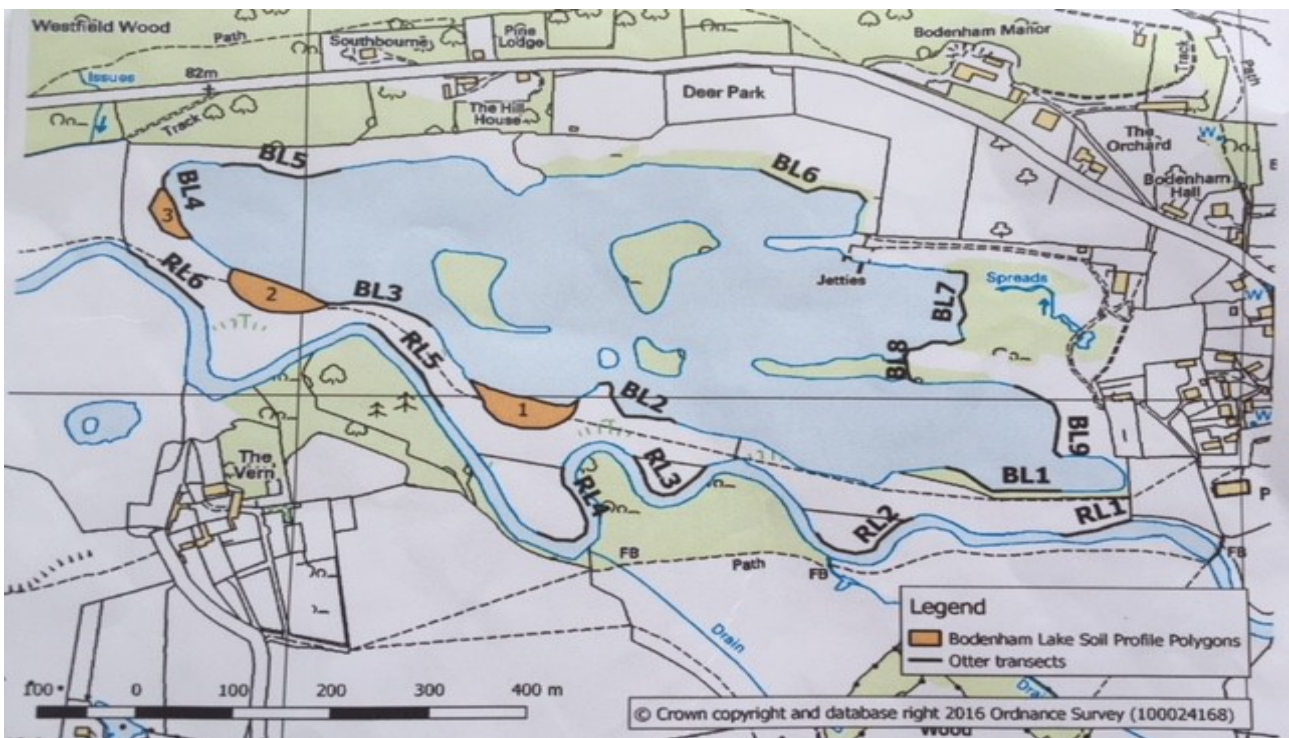 Westfield Wood
Path
Issues
82m
Track
Southbourne
Pine
Lodge
The Hill
House
Deer Park
Bodenham Manor
Track
Path
The
Orchard
W
Bodenham
Hall
E
BL5
BL4
3
BL6
RL6
2
BL3
RL5
Jetties
BL7
Spreads
W
BL8
1
BL2
W
The
Vern
RL3
RL4
BL9
BL1
RL2
RL1
P
FB
Path
FB
FB
Drain
Drain
Wood
Legend
Bodenham Lake Soil Profile Polygons
Otter transects
100 0 100 200 300 400 m
© Crown copyright and database right 2016 Ordnance Survey (100024168)